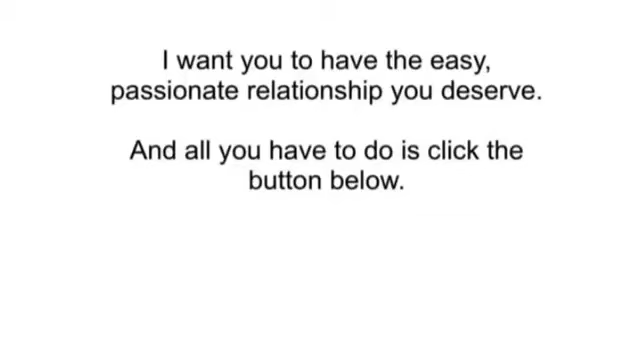 I want you to have the easy,
passionate relationship you deserve.
And all you have to do is click the
button below.